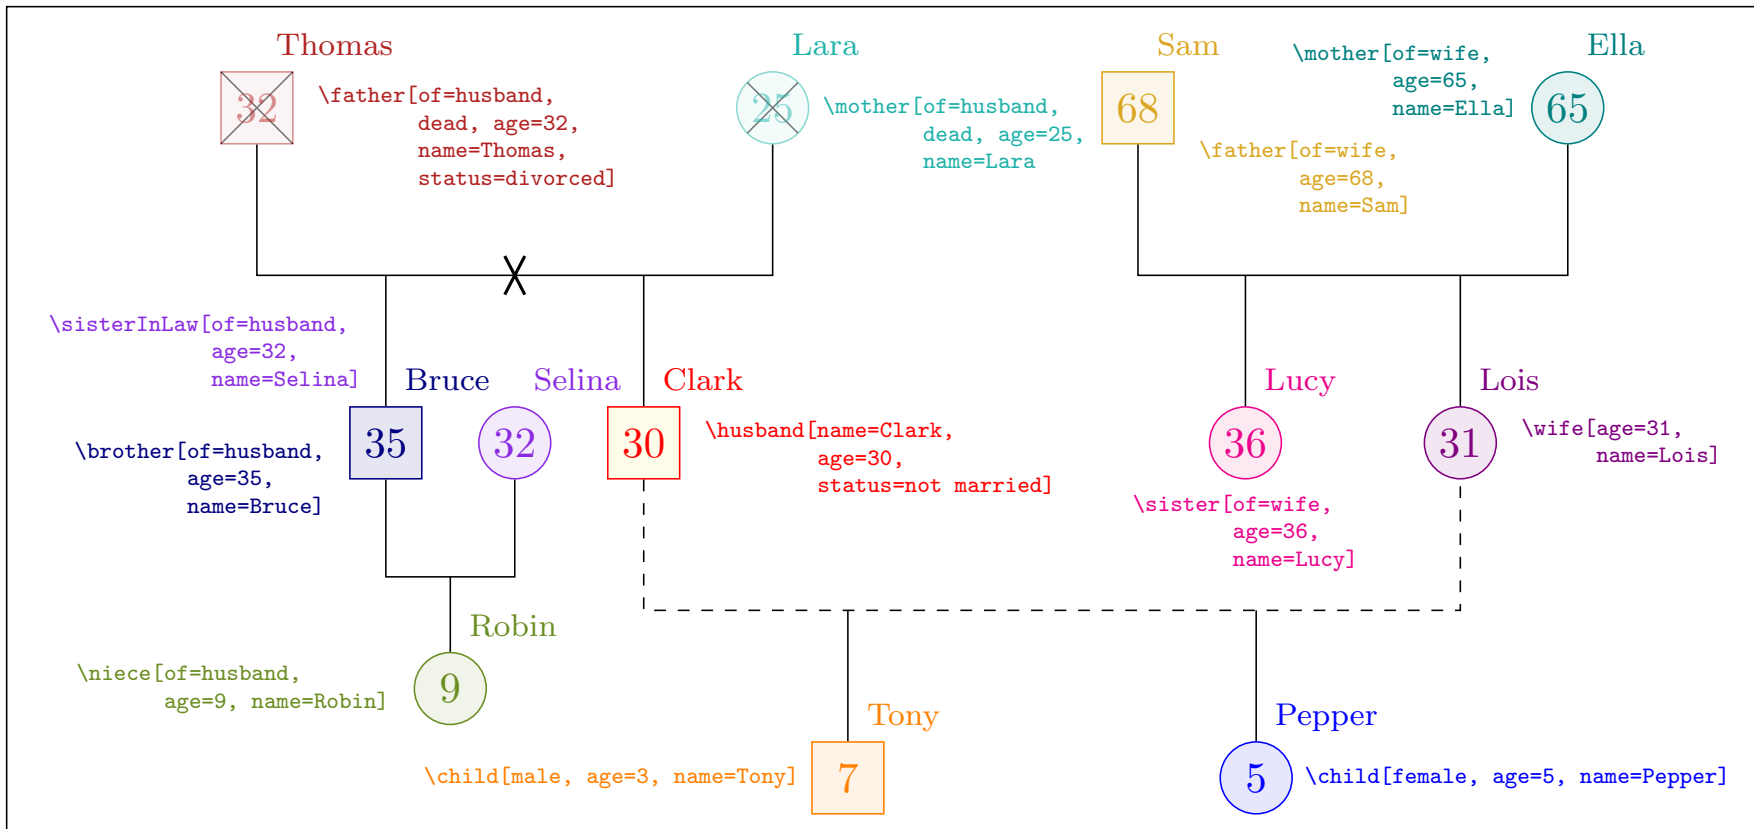 Thomas
32
\father[of=husband,
dead, age=32,
name=Thomas,
status=divorced]
Lara
25
\mother[of=husband,
dead, age=25,
name=Lara
Sam
68
\father[of=wife,
age=68,
name=Sam]
\mother[of=wife,
age=65,
name=Ella]
Ella
65
\sisterInLaw[of=husband,
age=32,
name=Selina]
Bruce
35
\brother[of=husband,
age=35,
name=Bruce]
Selina
32
Clark
30
\husband[name=Clark,
age=30,
status=not married]
Lucy
36
\sister[of=wife,
age=36,
name=Lucy]
Lois
31
\wife[age=31,
name=Lois]
Robin
9
\niece[of=husband,
age=9, name=Robin]
Tony
\child[male, age=3, name=Tony]
7
Pepper
5
\child[female, age=5, name=Pepper]